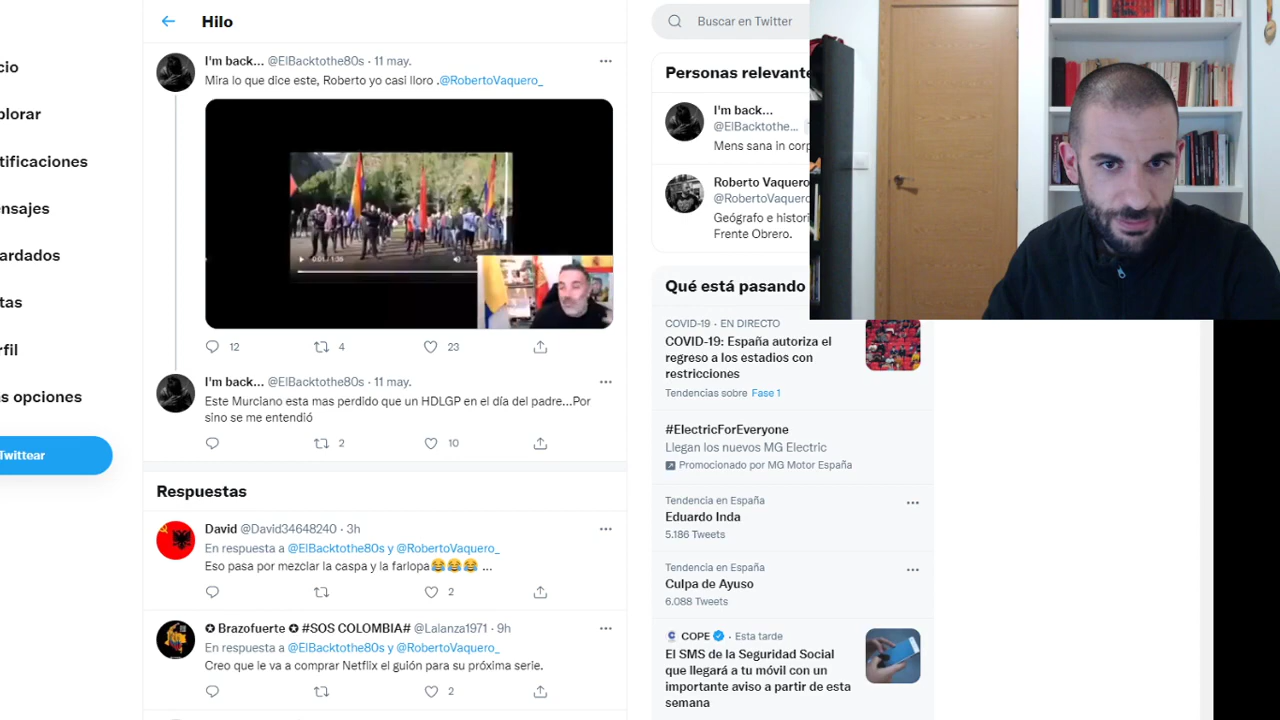 cio
plorar
tificaciones
ensajes
ardados
tas
rfil
s opciones
Twittear
Hilo
I'm back... @ElBacktothe80s · 11 may.
Mira lo que dice este, Roberto yo casi lloro .@RobertoVaquero_
0:01 / 1:35
12 4 23
I'm back... @ElBacktothe80s · 11 may.
Este Murciano esta mas perdido que un HDLGP en el día del padre...Por
sino se me entendió
2 10
Respuestas
David @David34648240 · 3h
En respuesta a @ElBacktothe80s y @RobertoVaquero_
Eso pasa por mezclar la caspa y la farlopa😂😂😂 ...
2
✪ Brazofuerte ✪ #SOS COLOMBIA# @Lalanza1971 · 9h
En respuesta a @ElBacktothe80s y @RobertoVaquero_
Creo que le va a comprar Netflix el guión para su próxima serie.
2
Buscar en Twitter
Personas relevante
I'm back...
@ElBacktothe...
Mens sana in corp
Roberto Vaquero
@RobertoVaquero
Geógrafo e histori
Frente Obrero.
Qué está pasando
COVID-19 · EN DIRECTO
COVID-19: España autoriza el
regreso a los estadios con
restricciones
Tendencias sobre Fase 1
#ElectricForEveryone
Llegan los nuevos MG Electric
Promocionado por MG Motor España
Tendencia en España
Eduardo Inda
5.186 Tweets
Tendencia en España
Culpa de Ayuso
6.088 Tweets
COPE · Esta tarde
El SMS de la Seguridad Social
que llegará a tu móvil con un
importante aviso a partir de esta
semana